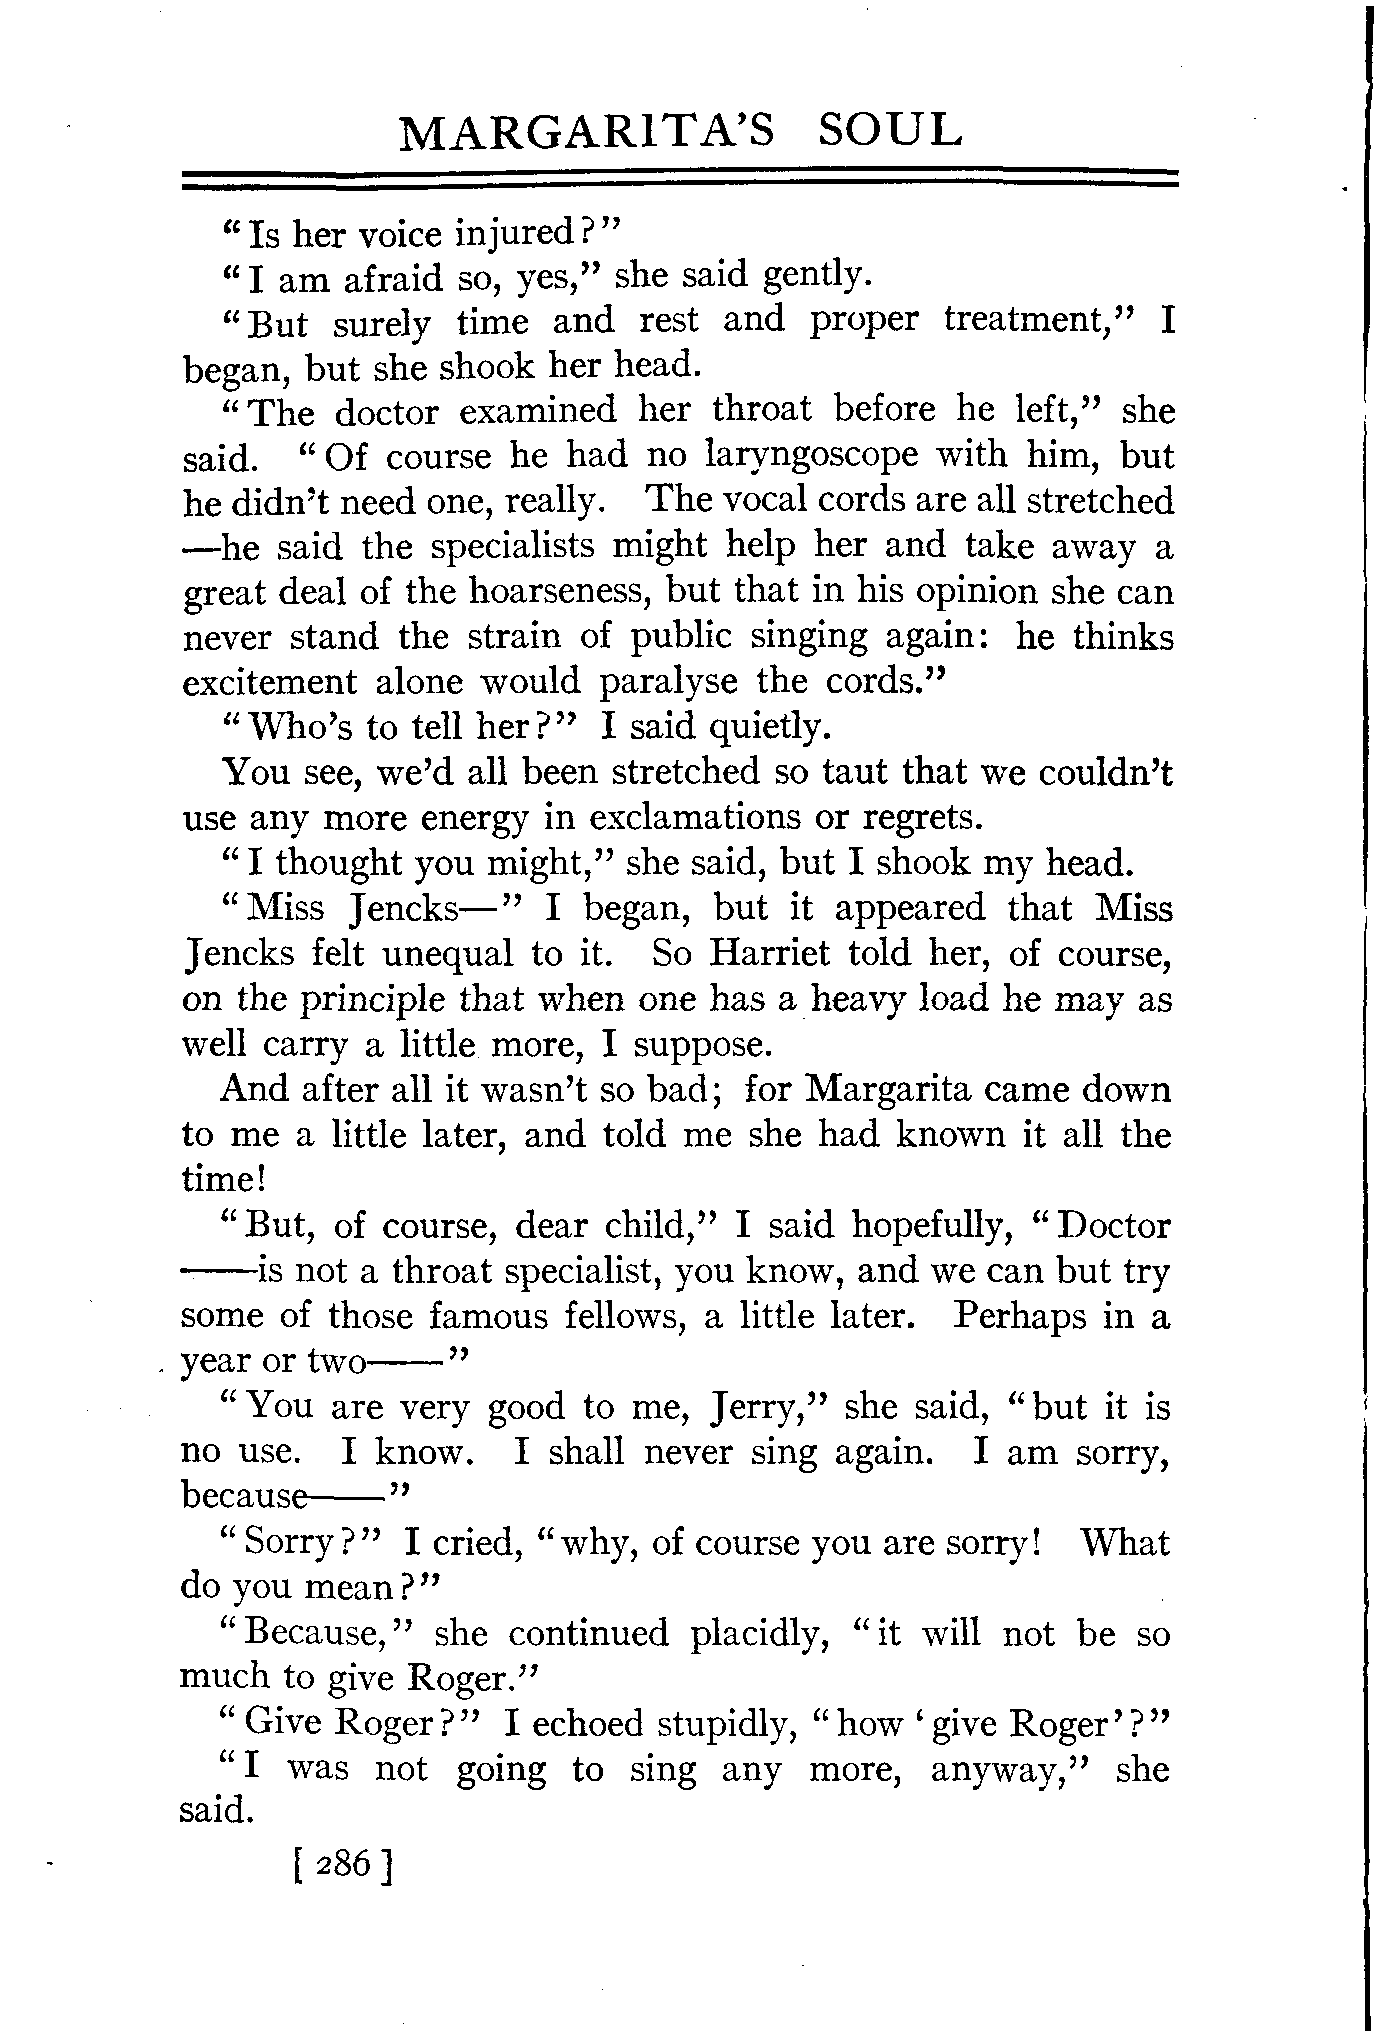 MARGARITA'S SOUL
"Is her voice injured?"
"I am afraid so, yes," she said gently.
"But surely time and rest and proper treatment," I
began, but she shook her head.
"The doctor examined her throat before he left," she
said. "Of course he had no laryngoscope with him, but
he didn't need one, really. The vocal cords are all stretched
—he said the specialists might help her and take away a
great deal of the hoarseness, but that in his opinion she can
never stand the strain of public singing again: he thinks
excitement alone would paralyse the cords."
"Who's to tell her?" I said quietly.
You see, we'd all been stretched so taut that we couldn't
use any more energy in exclamations or regrets.
"I thought you might," she said, but I shook my head.
"Miss Jencks—" I began, but it appeared that Miss
Jencks felt unequal to it. So Harriet told her, of course,
on the principle that when one has a heavy load he may as
well carry a little more, I suppose.
And after all it wasn't so bad; for Margarita came down
to me a little later, and told me she had known it all the
time!
"But, of course, dear child," I said hopefully, "Doctor
——is not a throat specialist, you know, and we can but try
some of those famous fellows, a little later. Perhaps in a
year or two——"
"You are very good to me, Jerry," she said, "but it is
no use. I know. I shall never sing again. I am sorry,
because——"
"Sorry?" I cried, "why, of course you are sorry! What
do you mean?"
"Because," she continued placidly, "it will not be so
much to give Roger."
"Give Roger?" I echoed stupidly, "how 'give Roger'?"
"I was not going to sing any more, anyway," she
said.
[ 286 ]